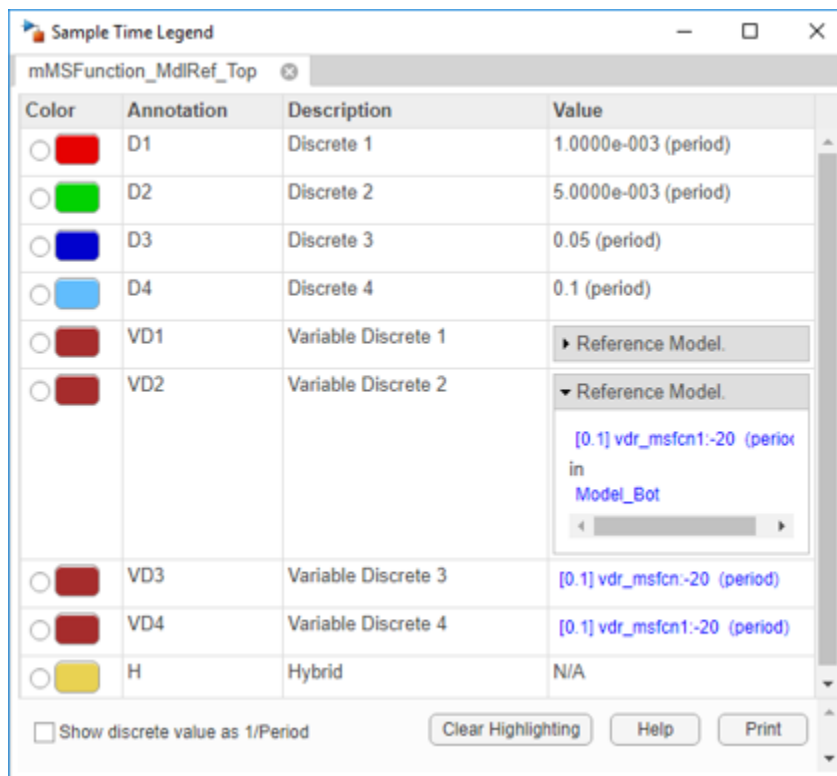 Sample Time Legend
mMSFunction_MdlRef_Top
Color Annotation Description Value
D1 Discrete 1 1.0000e-003 (period)
D2 Discrete 2 5.0000e-003 (period)
D3 Discrete 3 0.05 (period)
D4 Discrete 4 0.1 (period)
VD1 Variable Discrete 1 Reference Model.
VD2 Variable Discrete 2 Reference Model.
[0.1] vdr_msfcn1:-20 (perioc
in
Model_Bot
VD3 Variable Discrete 3 [0.1] vdr_msfcn:-20 (period)
VD4 Variable Discrete 4 [0.1] vdr_msfcn1:-20 (period)
H Hybrid N/A
Show discrete value as 1/Period Clear Highlighting Help Print